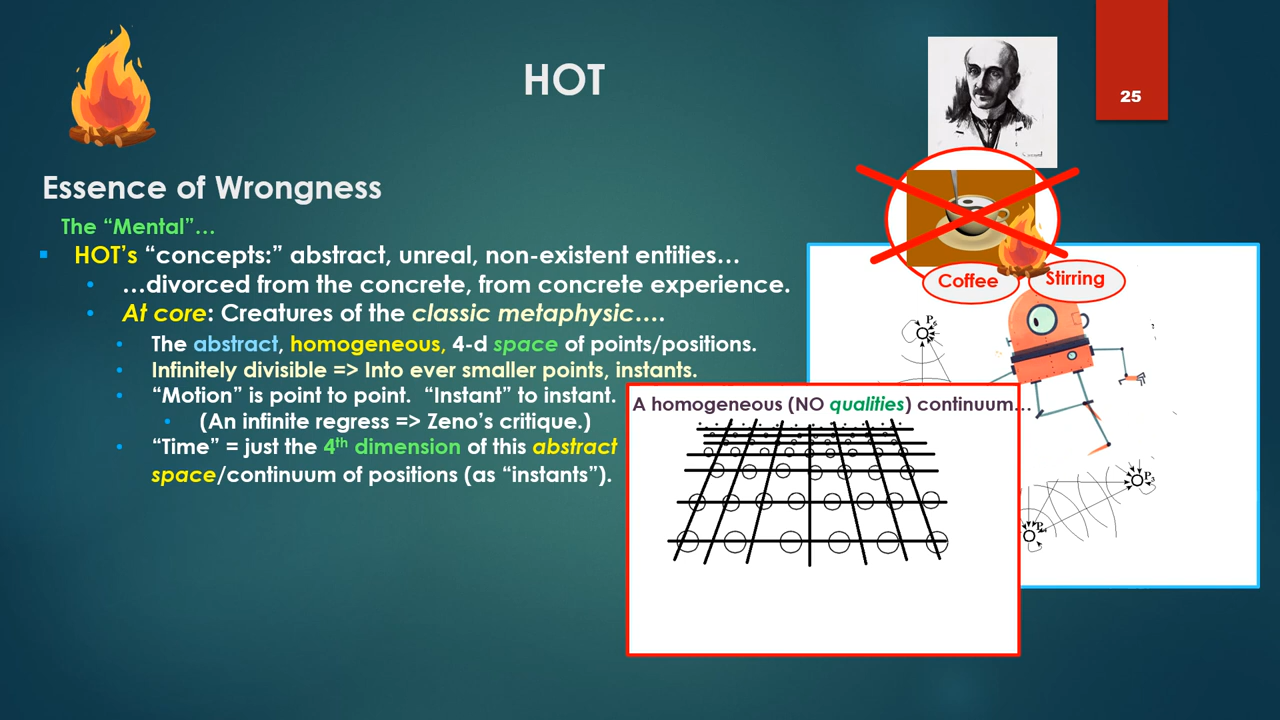 HOT
25
Essence of Wrongness
The “Mental”…
HOT’s “concepts:” abstract, unreal, non-existent entities…
…divorced from the concrete, from concrete experience.
At core: Creatures of the classic metaphysic….
The abstract, homogeneous, 4-d space of points/positions.
Infinitely divisible => Into ever smaller points, instants.
“Motion” is point to point. “Instant” to instant.
(An infinite regress => Zeno’s critique.)
“Time” = just the 4th dimension of this abstract
space/continuum of positions (as “instants”).
Coffee
Stirring
P6
A homogeneous (NO qualities) continuum…
P3